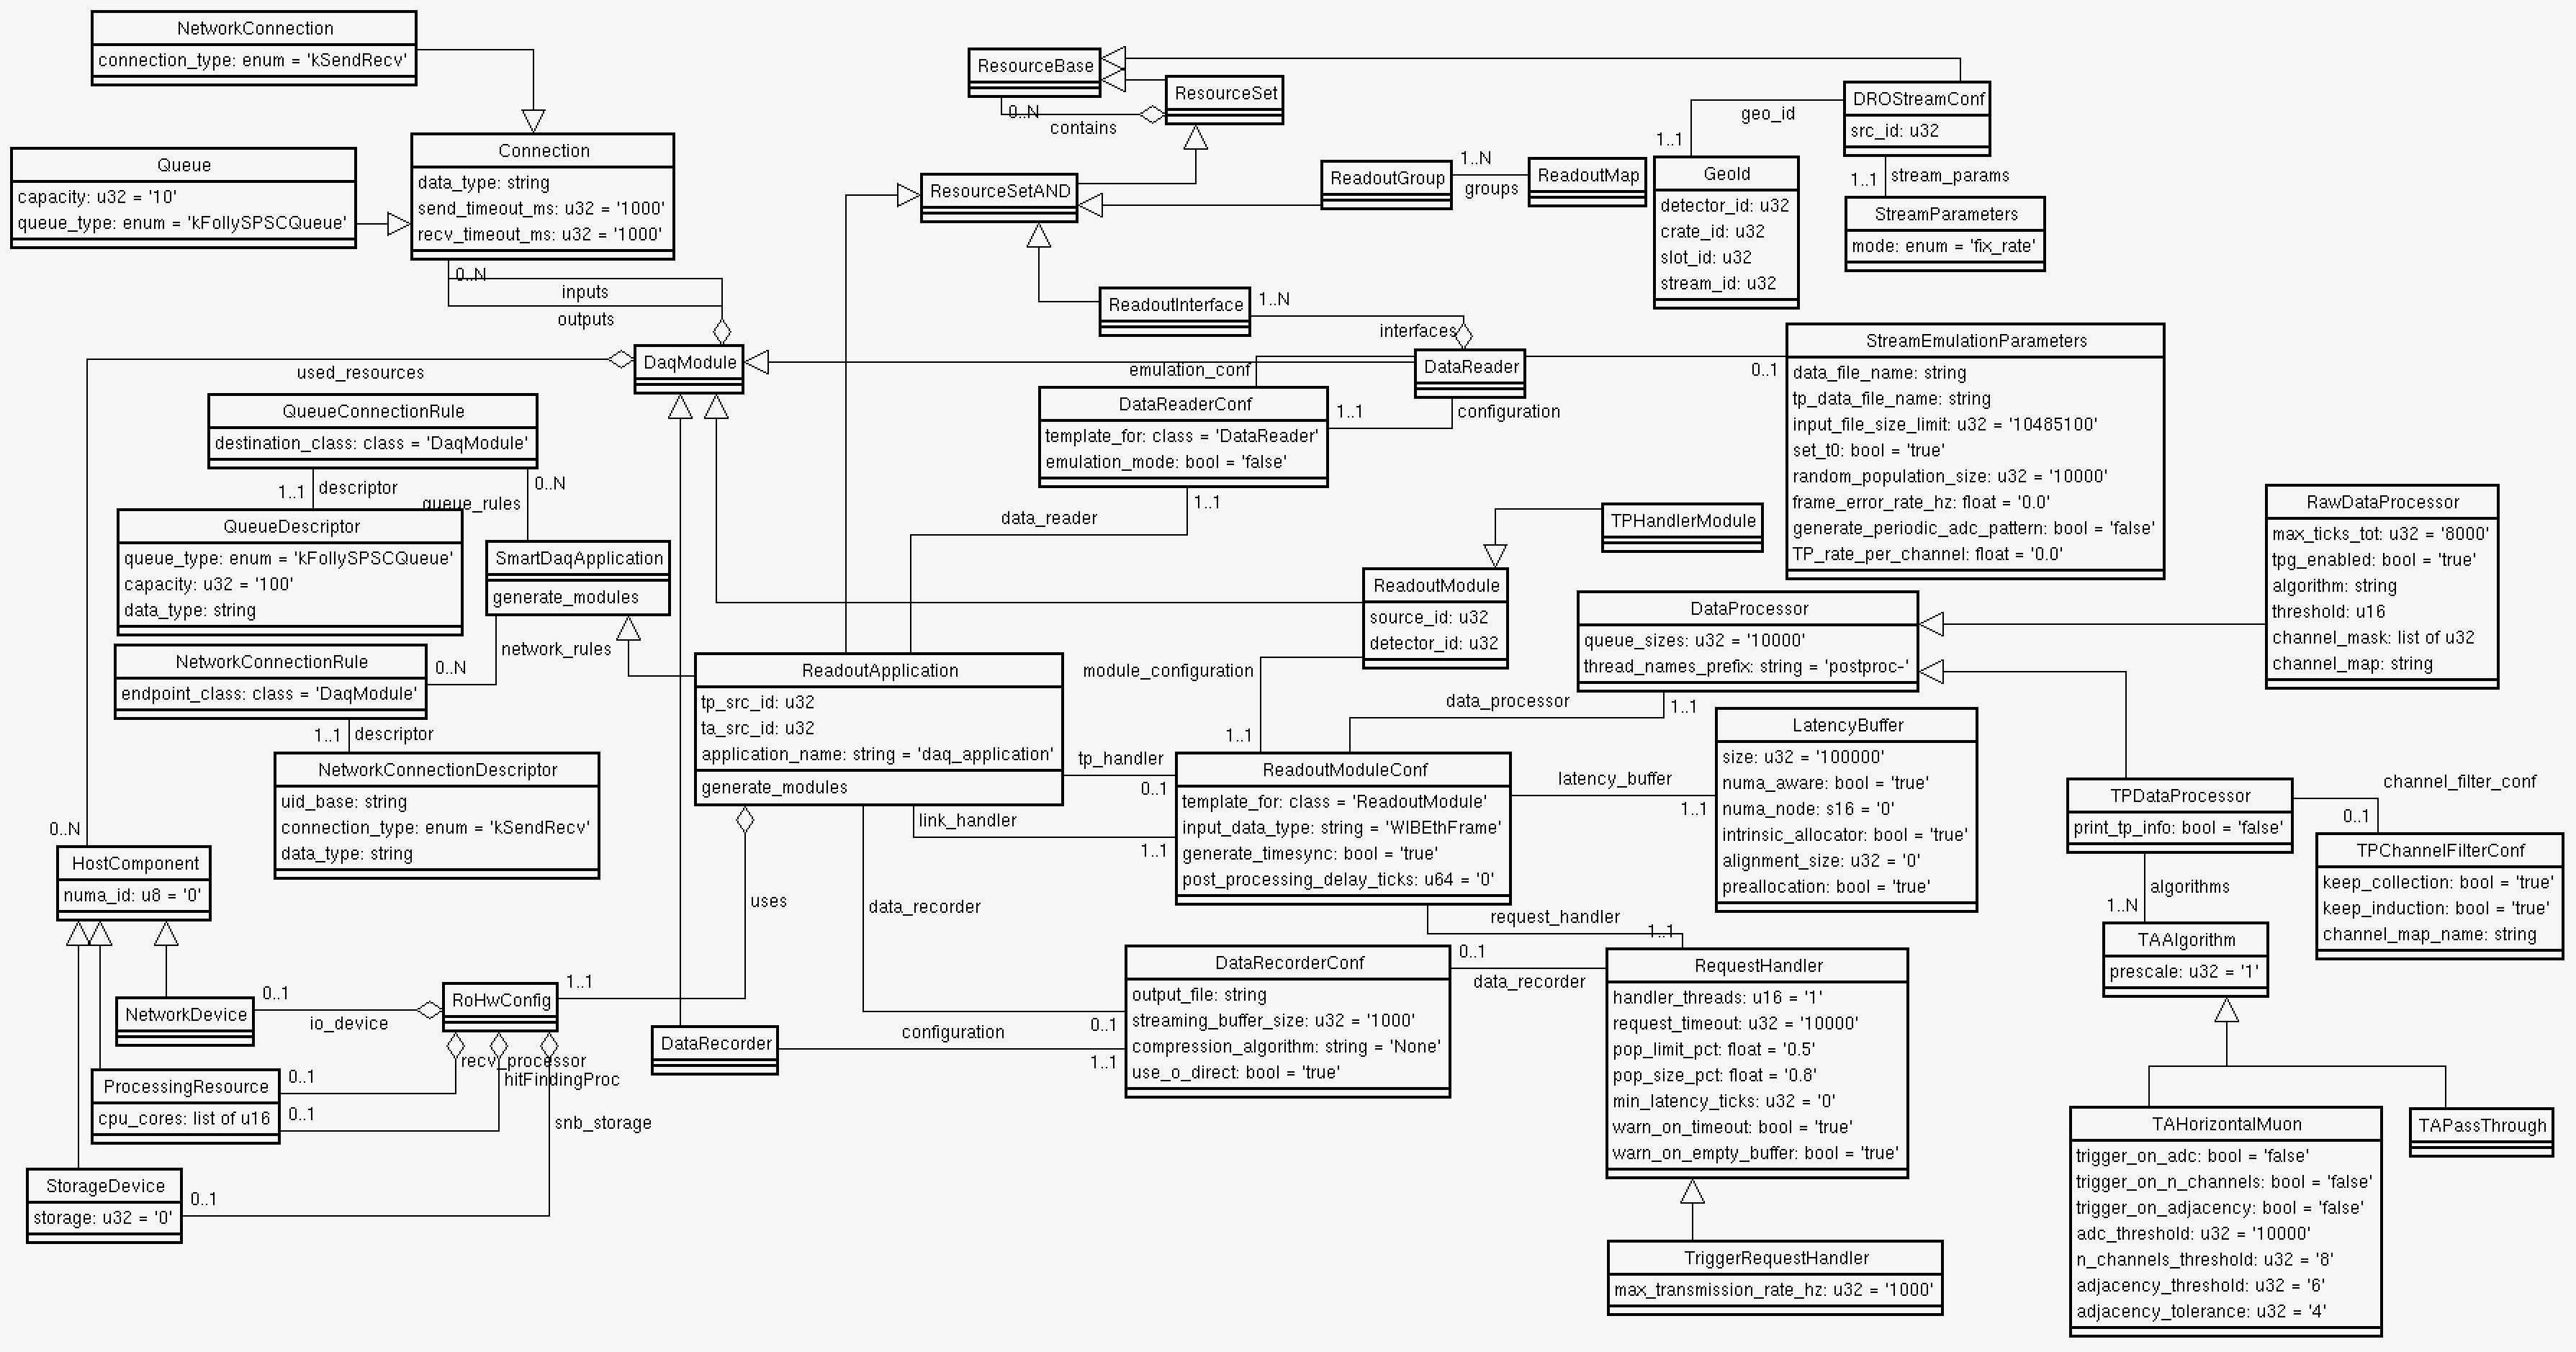 NetworkConnection
connection_type: enum = 'kSendRecv'
Queue
capacity: u32 = '10'
queue_type: enum = 'kFollySPSCQueue'
Connection
data_type: string
send_timeout_ms: u32 = '1000'
recv_timeout_ms: u32 = '1000'
0..N
inputs
outputs
ResourceBase
ResourceSet
0..N
contains
ResourceSetAND
ReadoutGroup
1..N
groups
ReadoutMap
DROStreamConf
src_id: u32
geo_id
1..1
GeoId
detector_id: u32
crate_id: u32
slot_id: u32
stream_id: u32
1..1
stream_params
StreamParameters
mode: enum = 'fix_rate'
ReadoutInterface
1..N
interfaces
DaqModule
used_resources
DataReader
emulation_conf
0..1
StreamEmulationParameters
data_file_name: string
tp_data_file_name: string
input_file_size_limit: u32 = '10485100'
set_t0: bool = 'true'
random_population_size: u32 = '10000'
frame_error_rate_hz: float = '0.0'
generate_periodic_adc_pattern: bool = 'false'
TP_rate_per_channel: float = '0.0'
DataReaderConf
template_for: class = 'DataReader'
emulation_mode: bool = 'false'
1..1
configuration
1..1
data_reader
QueueConnectionRule
destination_class: class = 'DaqModule'
1..1
descriptor
0..N
queue_rules
QueueDescriptor
queue_type: enum = 'kFollySPSCQueue'
capacity: u32 = '100'
data_type: string
SmartDaqApplication
generate_modules
network_rules
NetworkConnectionRule
endpoint_class: class = 'DaqModule'
0..N
1..1
descriptor
NetworkConnectionDescriptor
uid_base: string
connection_type: enum = 'kSendRecv'
data_type: string
TPHandlerModule
ReadoutModule
source_id: u32
detector_id: u32
module_configuration
1..1
DataProcessor
queue_sizes: u32 = '10000'
thread_names_prefix: string = 'postproc-'
data_processor
1..1
RawDataProcessor
max_ticks_tot: u32 = '8000'
tpg_enabled: bool = 'true'
algorithm: string
threshold: u16
channel_mask: list of u32
channel_map: string
ReadoutApplication
tp_src_id: u32
ta_src_id: u32
application_name: string = 'daq_application'
generate_modules
tp_handler
0..1
link_handler
1..1
ReadoutModuleConf
template_for: class = 'ReadoutModule'
input_data_type: string = 'WIBEthFrame'
generate_timesync: bool = 'true'
post_processing_delay_ticks: u64 = '0'
latency_buffer
1..1
LatencyBuffer
size: u32 = '100000'
numa_aware: bool = 'true'
numa_node: s16 = '0'
intrinsic_allocator: bool = 'true'
alignment_size: u32 = '0'
preallocation: bool = 'true'
TPDataProcessor
print_tp_info: bool = 'false'
channel_filter_conf
0..1
TPChannelFilterConf
keep_collection: bool = 'true'
keep_induction: bool = 'true'
channel_map_name: string
algorithms
1..N
TAAlgorithm
prescale: u32 = '1'
0..N
HostComponent
numa_id: u8 = '0'
uses
data_recorder
request_handler
1..1
NetworkDevice
0..1
io_device
RoHwConfig
1..1
recv_processor
hitFindingProc
snb_storage
ProcessingResource
cpu_cores: list of u16
0..1
0..1
StorageDevice
storage: u32 = '0'
0..1
DataRecorder
configuration
0..1
1..1
DataRecorderConf
output_file: string
streaming_buffer_size: u32 = '1000'
compression_algorithm: string = 'None'
use_o_direct: bool = 'true'
0..1
data_recorder
RequestHandler
handler_threads: u16 = '1'
request_timeout: u32 = '10000'
pop_limit_pct: float = '0.5'
pop_size_pct: float = '0.8'
min_latency_ticks: u32 = '0'
warn_on_timeout: bool = 'true'
warn_on_empty_buffer: bool = 'true'
TriggerRequestHandler
max_transmission_rate_hz: u32 = '1000'
TAHorizontalMuon
trigger_on_adc: bool = 'false'
trigger_on_n_channels: bool = 'false'
trigger_on_adjacency: bool = 'false'
adc_threshold: u32 = '10000'
n_channels_threshold: u32 = '8'
adjacency_threshold: u32 = '6'
adjacency_tolerance: u32 = '4'
TAPassThrough